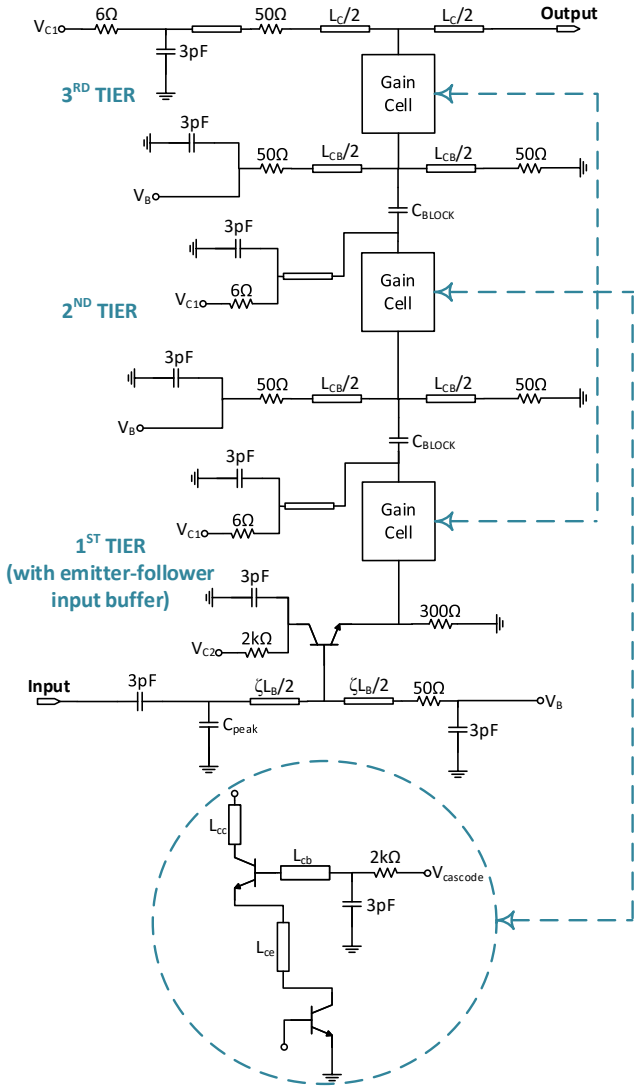 V_C1 6Ω 50Ω L_C/2 L_C/2 Output
3pF
3RD TIER
Gain
Cell
3pF
50Ω L_CB/2 L_CB/2 50Ω
V_B
C_BLOCK
3pF
Gain
Cell
6Ω
V_C1
2ND TIER
3pF
50Ω L_CB/2 L_CB/2 50Ω
V_B
C_BLOCK
3pF
Gain
Cell
6Ω
V_C1
1ST TIER
(with emitter-follower
input buffer)
3pF
300Ω
2kΩ
V_C2
Input 3pF ζL_B/2 ζL_B/2 50Ω V_B
C_peak
3pF
L_cc
L_cb 2kΩ V_cascode
3pF
L_ce